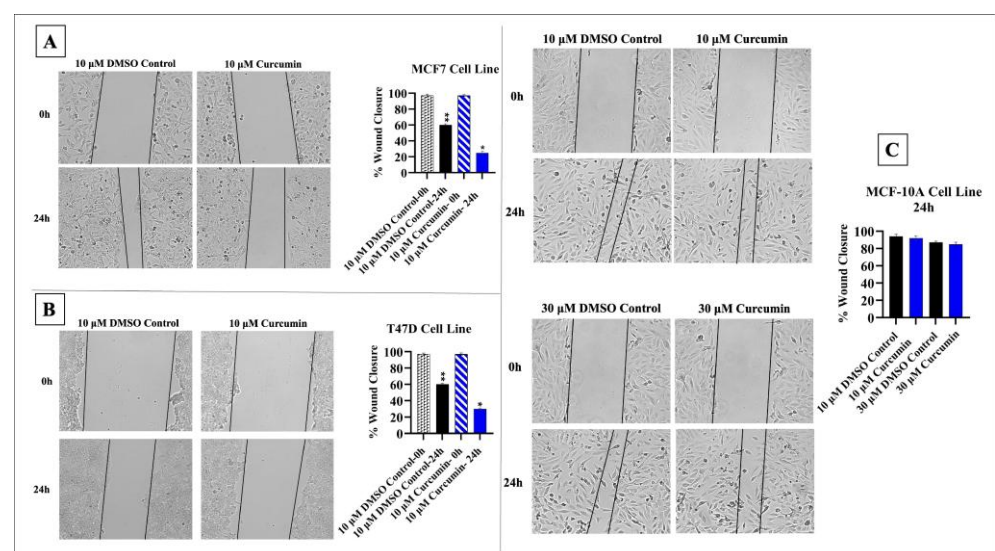 A
10 μM DMSO Control 10 μM Curcumin
0h
24h
MCF7 Cell Line
% Wound Closure
100
80
60
40
20
0
**
*
10 μM DMSO Control-0h
10 μM DMSO Control-24h
10 μM Curcumin- 0h
10 μM Curcumin- 24h
B
10 μM DMSO Control 10 μM Curcumin
0h
24h
T47D Cell Line
% Wound Closure
100
80
60
40
20
0
**
*
10 μM DMSO Control-0h
10 μM DMSO Control-24h
10 μM Curcumin- 0h
10 μM Curcumin- 24h
10 μM DMSO Control 10 μM Curcumin
0h
24h
30 μM DMSO Control 30 μM Curcumin
0h
24h
C
MCF-10A Cell Line
24h
% Wound Closure
100
80
60
40
20
0
10 μM DMSO Control
10 μM Curcumin
30 μM DMSO Control
30 μM Curcumin